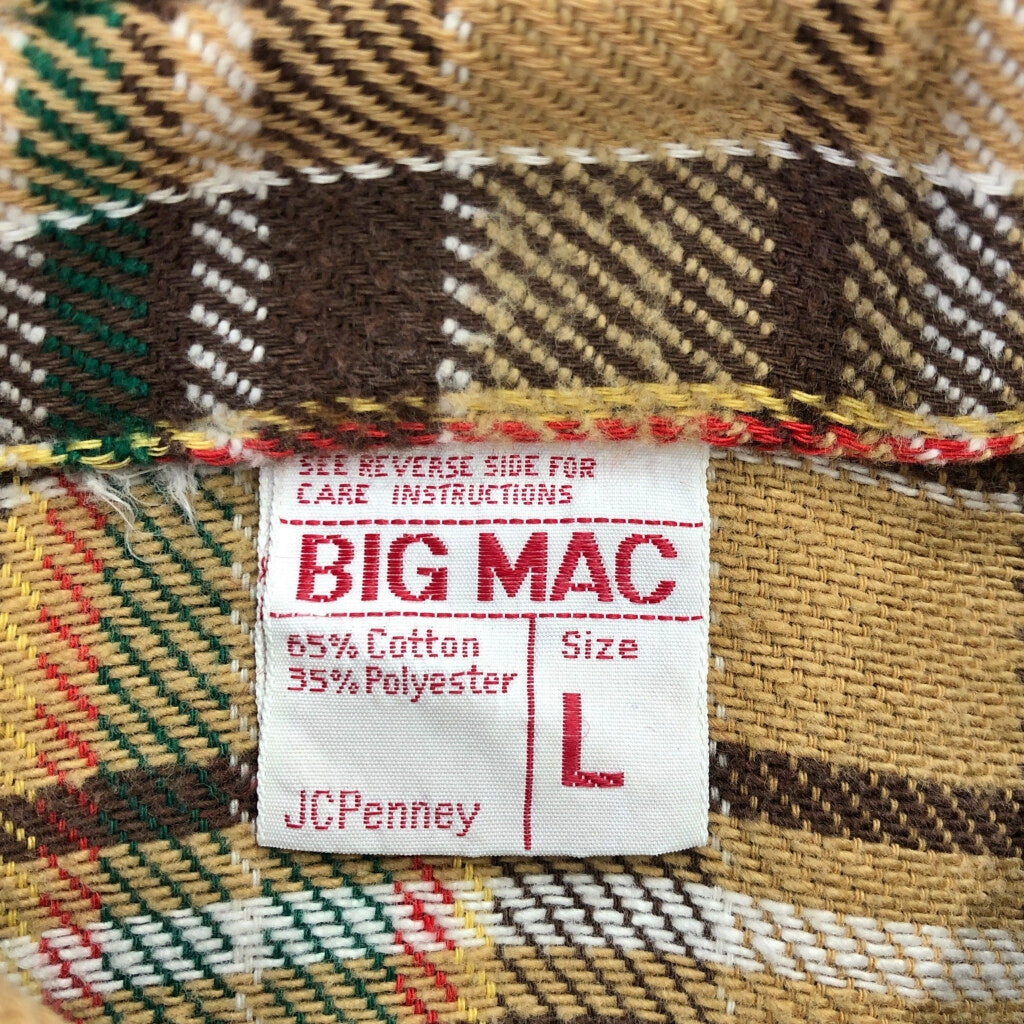 SEE REVERSE SIDE FOR
CARE INSTRUCTIONS
BIG MAC
65% Cotton
35% Polyester
JCPenney
Size
L